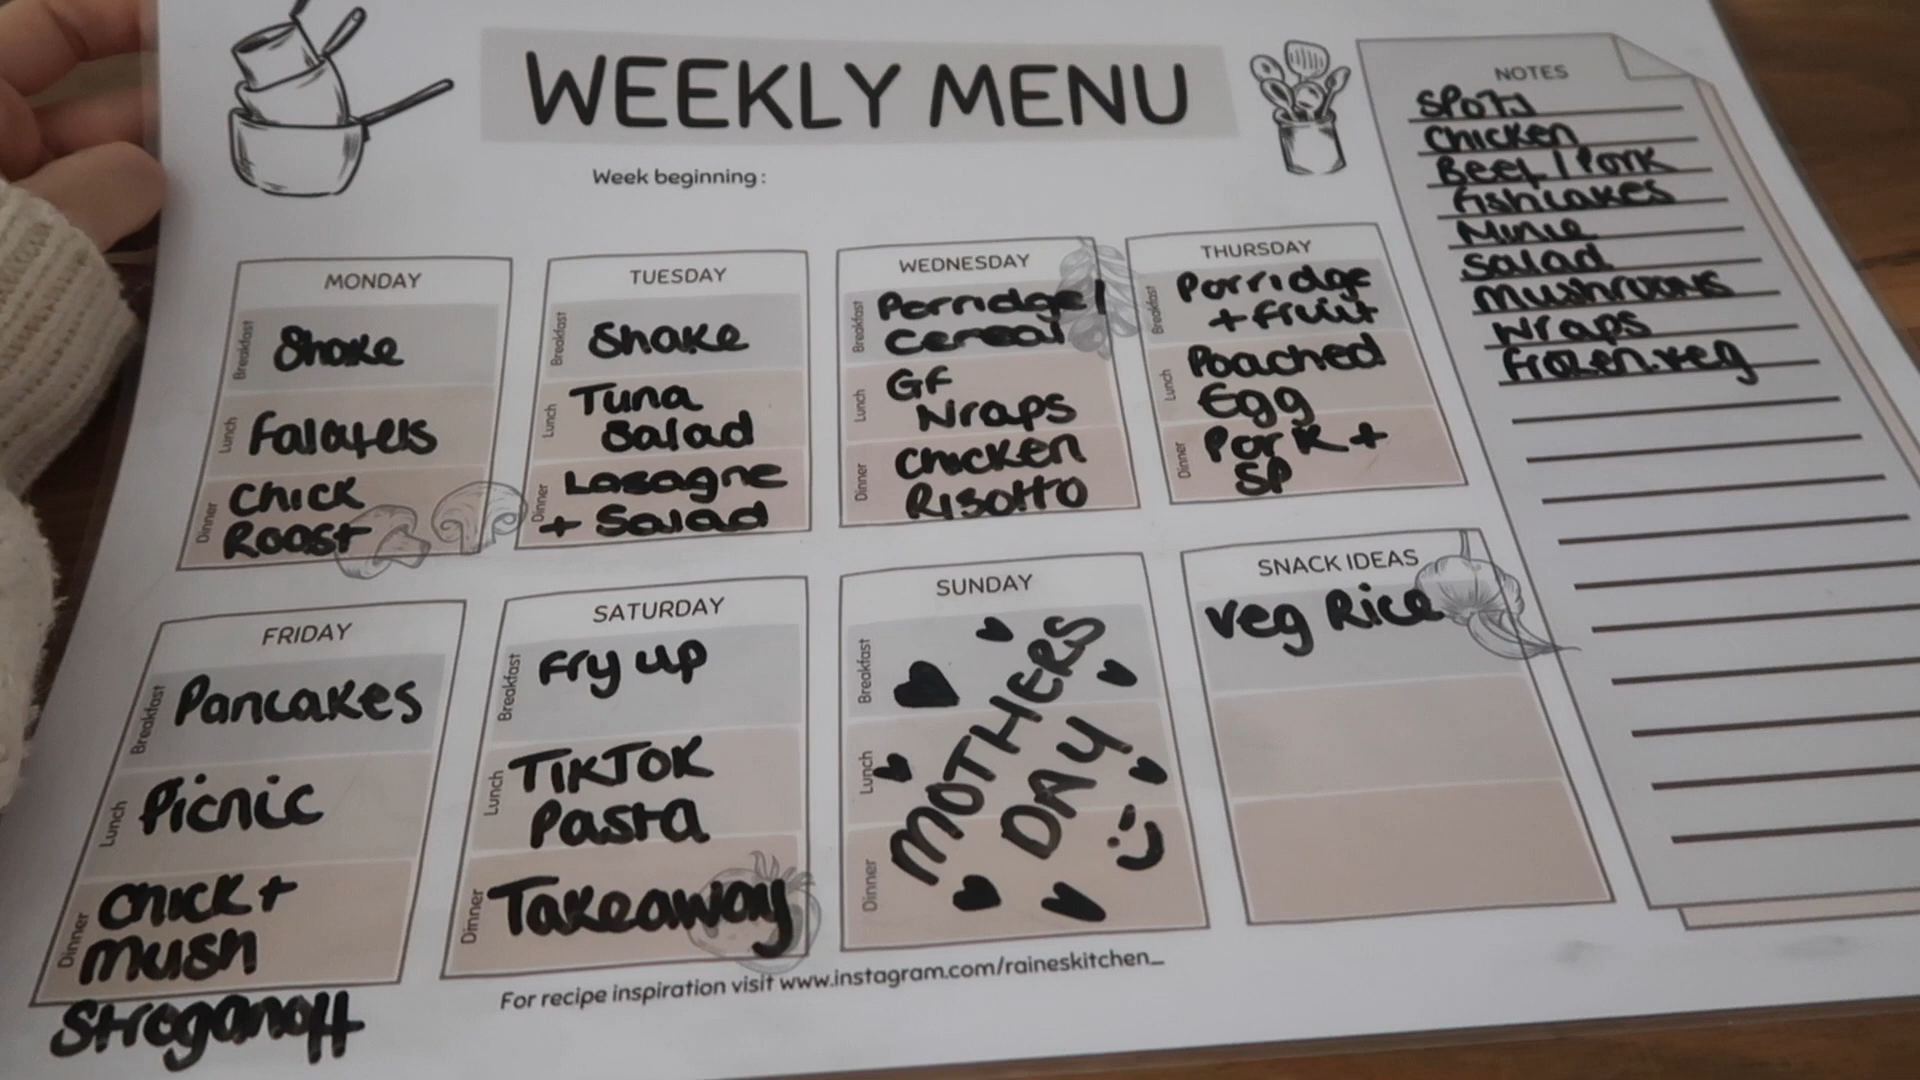 WEEKLY MENU
Week beginning:
MONDAY
Breakfast
Shake
Lunch
Falafels
Dinner
Chick
Roast
TUESDAY
Breakfast
Shake
Lunch
Tuna
Salad
Dinner
Lasagne
+ Salad
WEDNESDAY
Breakfast
Porridge /
Cereal
Lunch
GF
Wraps
Dinner
Chicken
Risotto
THURSDAY
Breakfast
Porridge
+ fruit
Lunch
Poached
Egg
Dinner
Pork +
SP
FRIDAY
Breakfast
Pancakes
Lunch
Picnic
Dinner
Chick +
mush
Stroganoff
SATURDAY
Breakfast
Fry up
Lunch
TikTok
Pasta
Dinner
Takeaway
SUNDAY
Breakfast
Lunch
Dinner
MOTHERS
DAY
SNACK IDEAS
Veg Rice
NOTES
SPOTS
Chicken
Beef / Pork
Fishcakes
Mince
Salad
Mushrooms
Wraps
Frozen.veg
For recipe inspiration visit www.instagram.com/raineskitchen_